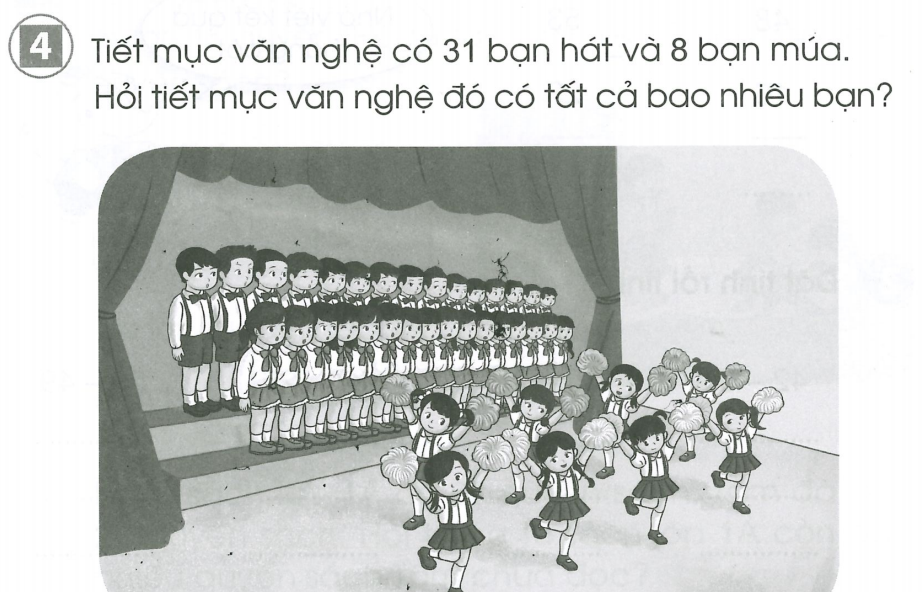 4 Tiết mục văn nghệ có 31 bạn hát và 8 bạn múa.
Hỏi tiết mục văn nghệ đó có tất cả bao nhiêu bạn?